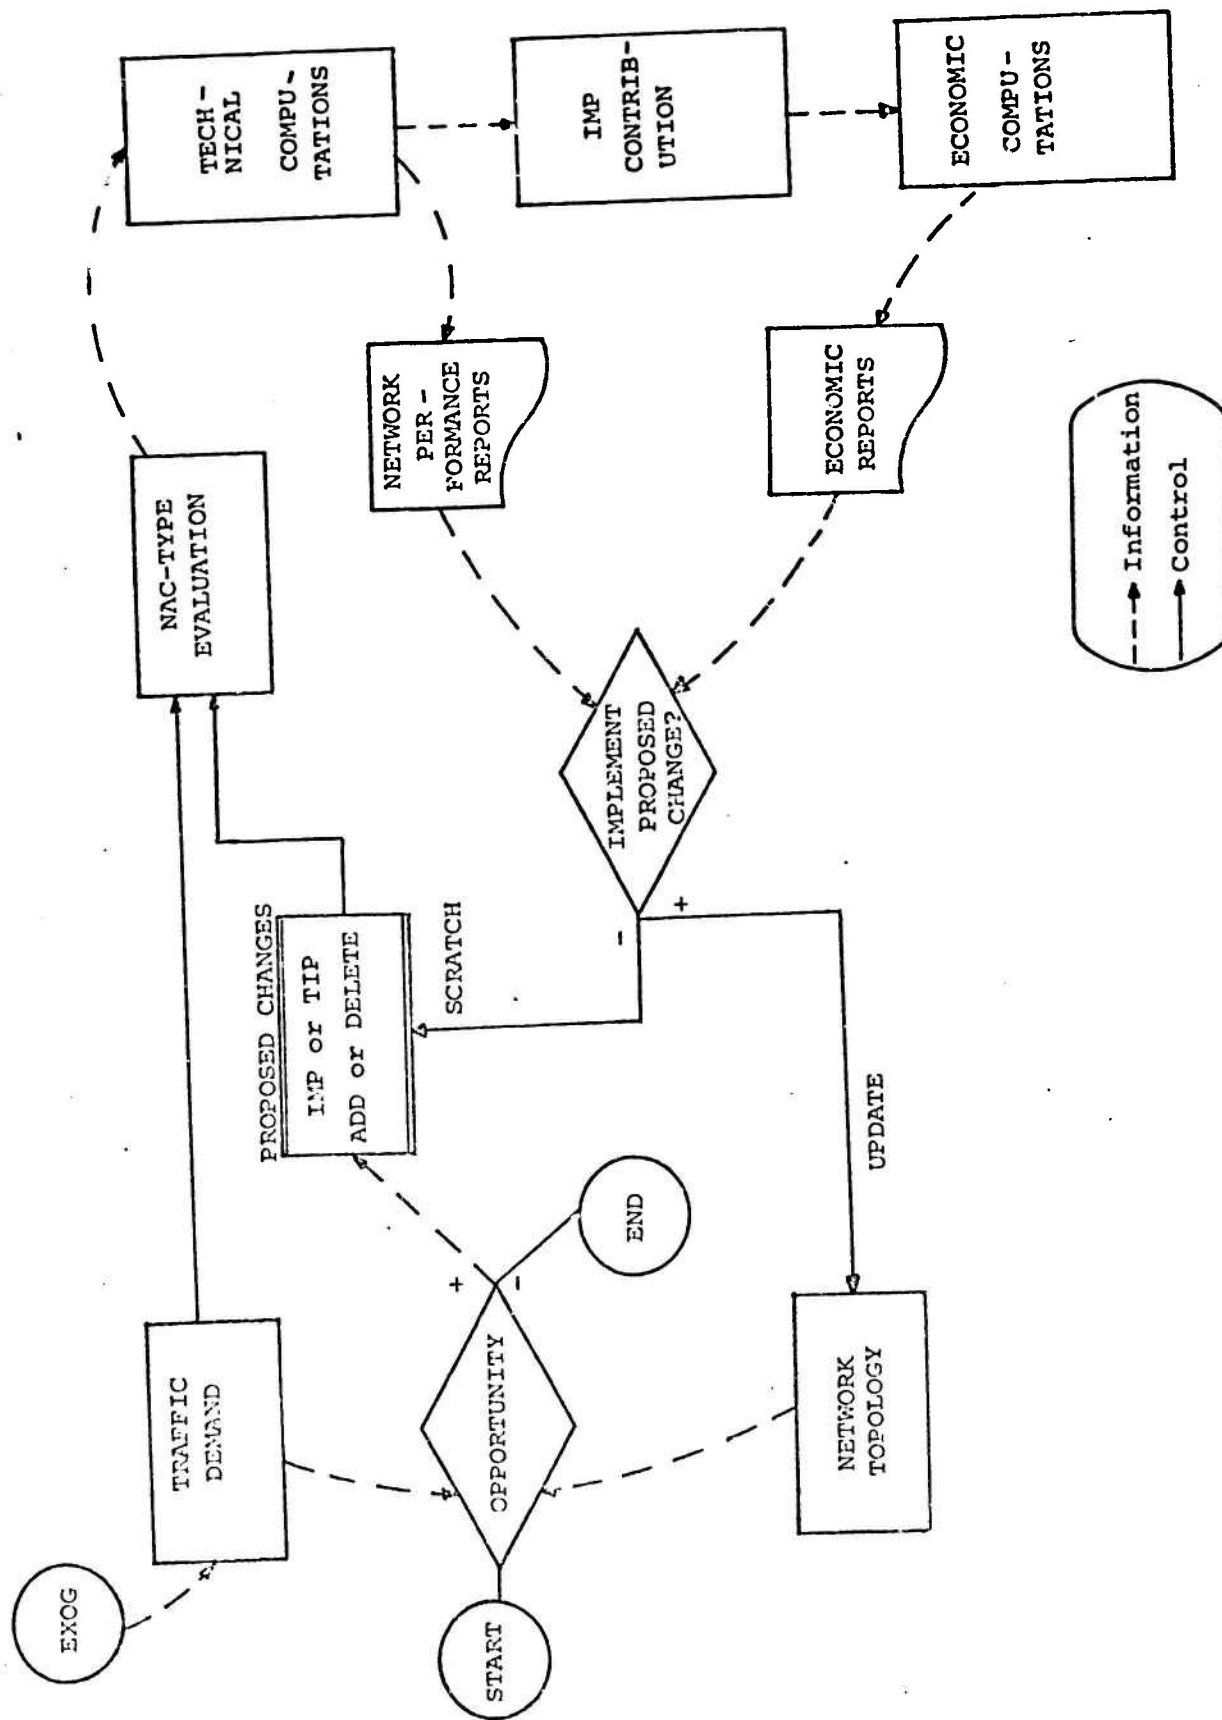 EXOG
TRAFFIC
DEMAND
START
OPPORTUNITY
+
-
END
NETWORK
TOPOLOGY
UPDATE
PROPOSED CHANGES
IMP or TIP
ADD or DELETE
SCRATCH
-
+
IMPLEMENT
PROPOSED
CHANGE?
NAC-TYPE
EVALUATION
NETWORK
PER-
FORMANCE
REPORTS
ECONOMIC
REPORTS
TECH-
NICAL
COMPU-
TATIONS
IMP
CONTRIB-
UTION
ECONOMIC
COMPU-
TATIONS
Information
Control